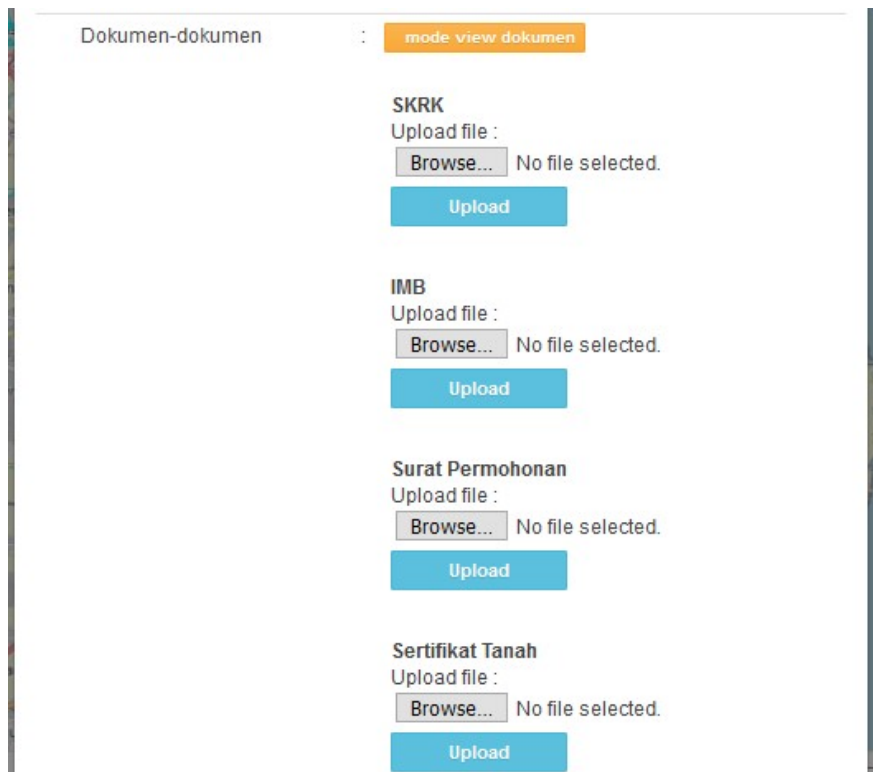 Dokumen-dokumen : mode view dokumen
SKRK
Upload file :
Browse... No file selected.
Upload
IMB
Upload file :
Browse... No file selected.
Upload
Surat Permohonan
Upload file :
Browse... No file selected.
Upload
Sertifikat Tanah
Upload file :
Browse... No file selected.
Upload